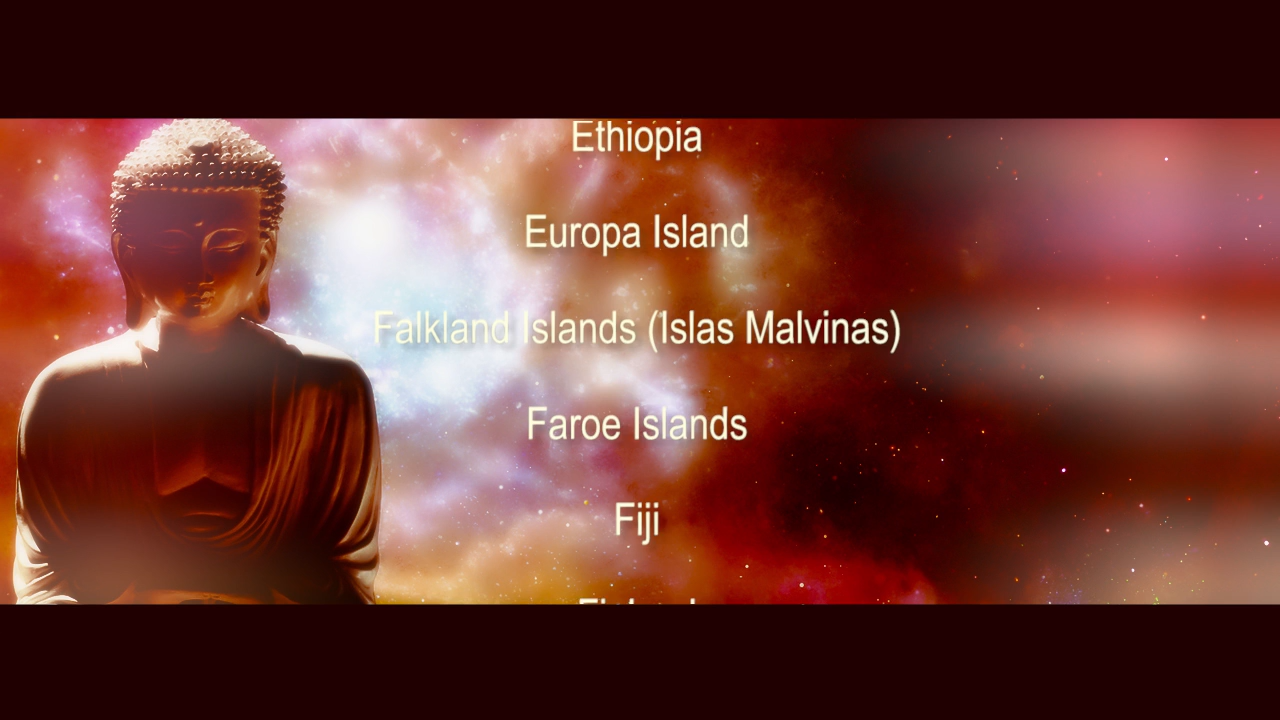 Ethiopia
Europa Island
Falkland Islands (Islas Malvinas)
Faroe Islands
Fiji